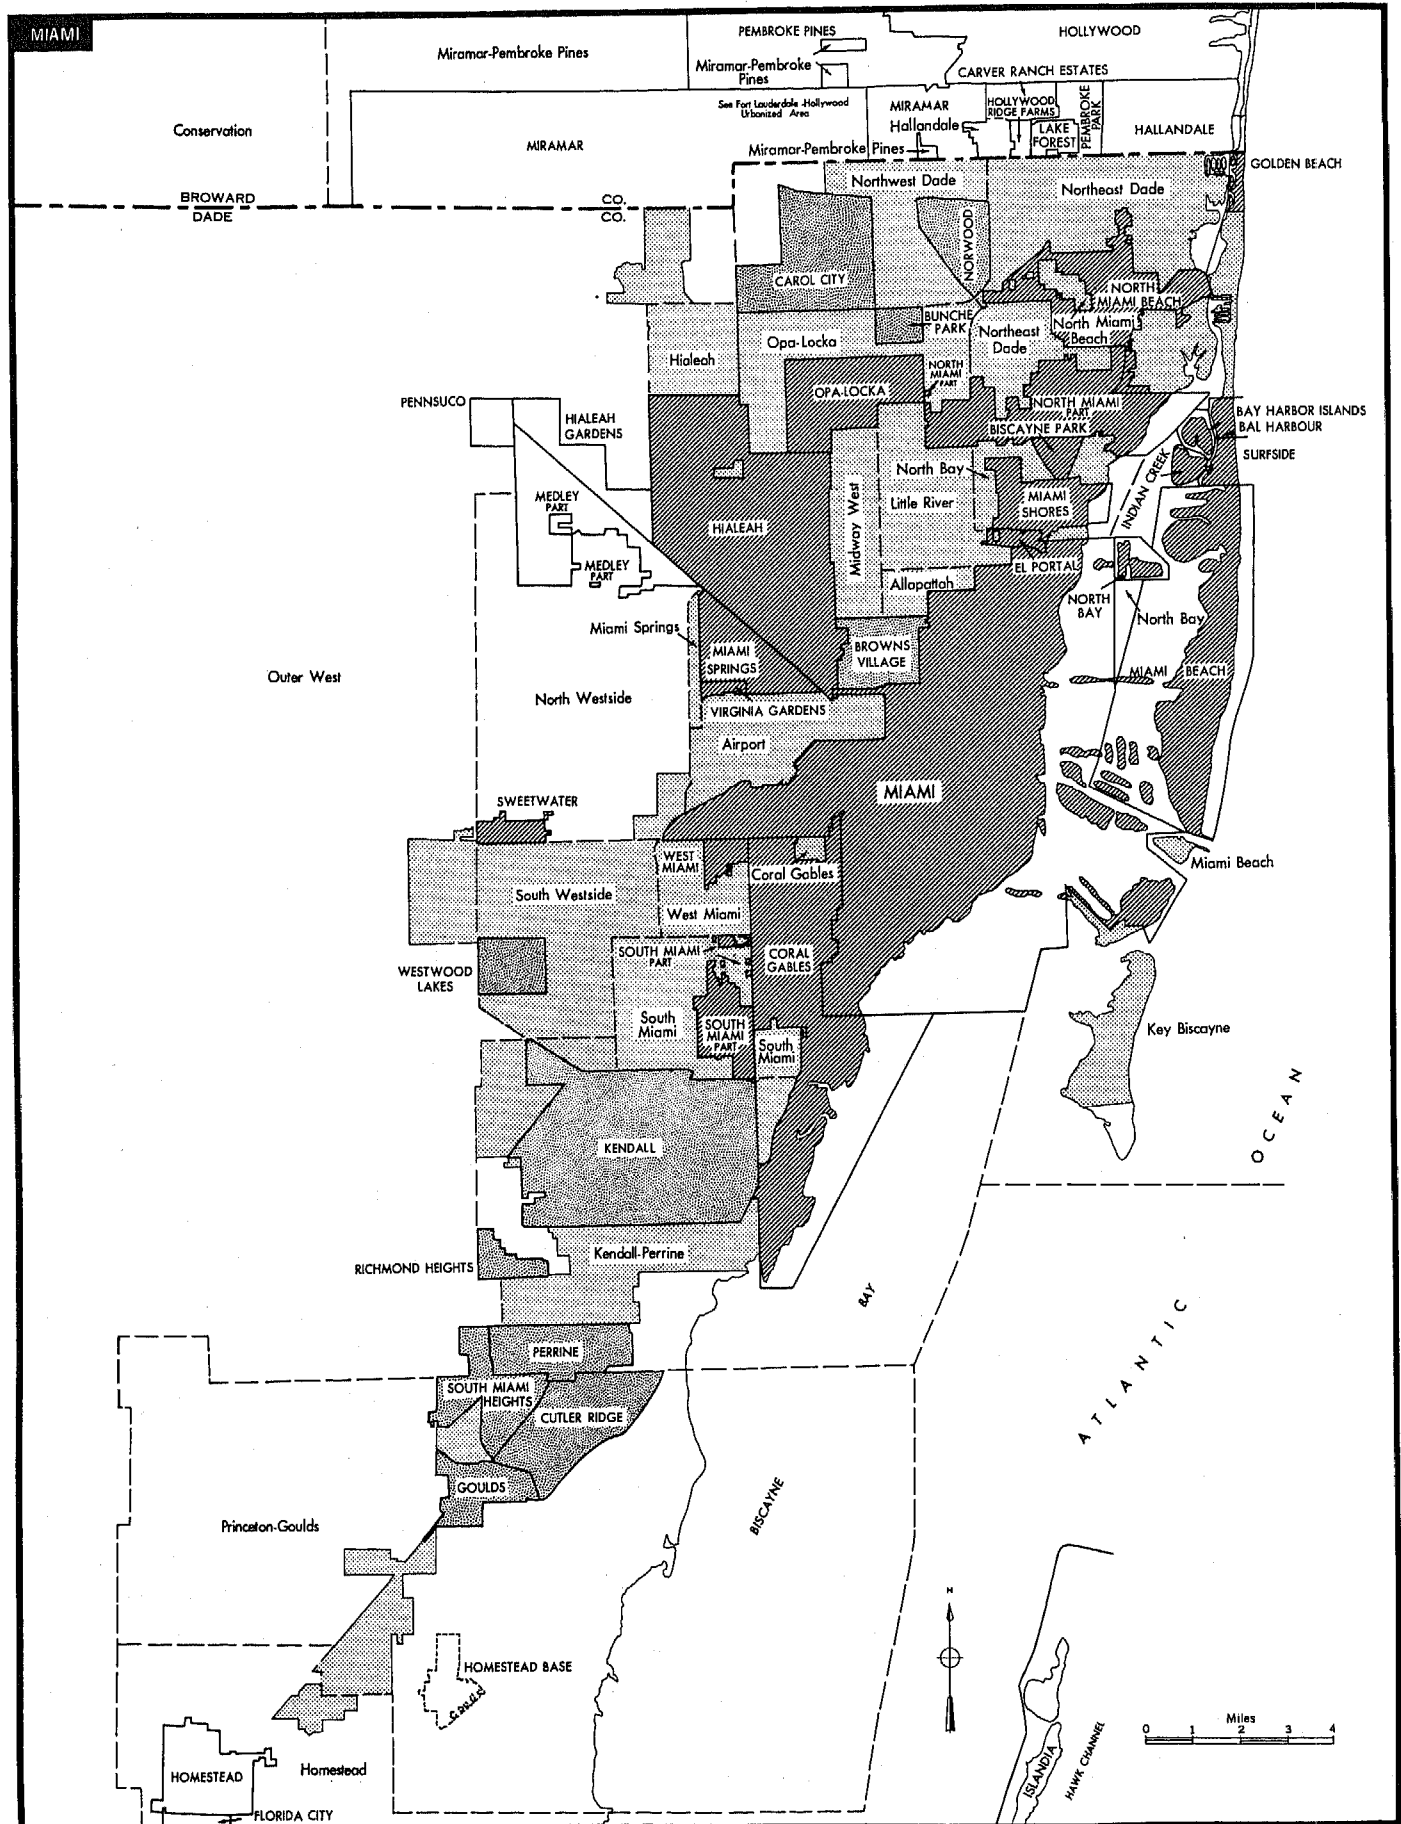 MIAMI
Miramar-Pembroke Pines
PEMBROKE PINES
HOLLYWOOD
Miramar-Pembroke
Pines
CARVER RANCH ESTATES
Conservation
MIRAMAR
See Fort Lauderdale-Hollywood
Urbanized Area
MIRAMAR
Hallandale
HOLLYWOOD
RIDGE FARMS
LAKE
FOREST
PEMBROKE
PARK
HALLANDALE
Miramar-Pembroke Pines
GOLDEN BEACH
BROWARD
DADE
CO.
CO.
Northwest Dade
Northeast Dade
NORWOOD
CAROL CITY
NORTH
MIAMI BEACH
BUNCHE
PARK
Northeast
Dade
North Miami
Beach
Opa-Locka
Hialeah
NORTH
MIAMI
PART
OPA-LOCKA
NORTH MIAMI
PART
BISCAYNE PARK
PENNSUCO
HIALEAH
GARDENS
BAY HARBOR ISLANDS
BAL HARBOUR
SURFSIDE
INDIAN CREEK
North Bay
Little River
MIAMI
SHORES
MEDLEY
PART
HIALEAH
Midway West
MEDLEY
PART
EL PORTAL
Allapattah
NORTH
BAY
North Bay
Miami Springs
MIAMI
SPRINGS
BROWNS
VILLAGE
MIAMI BEACH
Outer West
North Westside
VIRGINIA GARDENS
Airport
MIAMI
SWEETWATER
WEST
MIAMI
Coral Gables
Miami Beach
South Westside
West Miami
SOUTH MIAMI
PART
CORAL
GABLES
WESTWOOD
LAKES
South
Miami
SOUTH
MIAMI
PART
South
Miami
Key Biscayne
KENDALL
OCEAN
Kendall-Perrine
RICHMOND HEIGHTS
BAY
ATLANTIC
PERRINE
SOUTH MIAMI
HEIGHTS
CUTLER RIDGE
GOULDS
BISCAYNE
Princeton-Goulds
N
HOMESTEAD BASE
Miles
0 1 2 3 4
HOMESTEAD
Homestead
ISLANDIA
HAWK CHANNEL
FLORIDA CITY